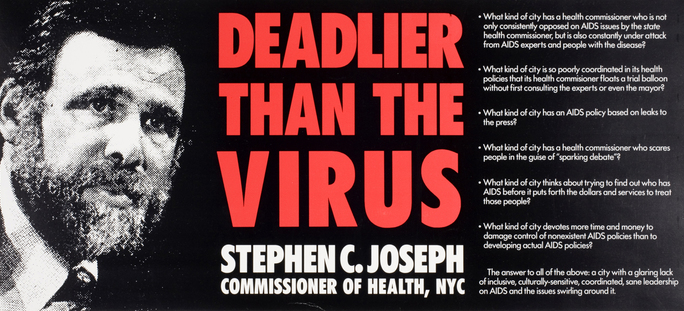 DEADLIER
THAN THE
VIRUS
STEPHEN C. JOSEPH
COMMISSIONER OF HEALTH, NYC
• What kind of city has a health commissioner who is not
only consistently opposed on AIDS issues by the state
health commissioner, but is also constantly under attack
from AIDS experts and people with the disease?
• What kind of city is so poorly coordinated in its health
policies that its health commisioner floats a trial balloon
without first consulting the experts or even the mayor?
• What kind of city has an AIDS policy based on leaks to
the press?
• What kind of city has a health commissioner who scares
people in the guise of "sparking debate"?
• What kind of city thinks about trying to find out who has
AIDS before it puts forth the dollars and services to treat
those people?
• What kind of city devotes more time and money to
damage control of nonexistent AIDS policies than to
developing actual AIDS policies?
The answer to all of the above: a city with a glaring lack
of inclusive, culturally-sensitive, coordinated, sane leadership
on AIDS and the issues swirling around it.